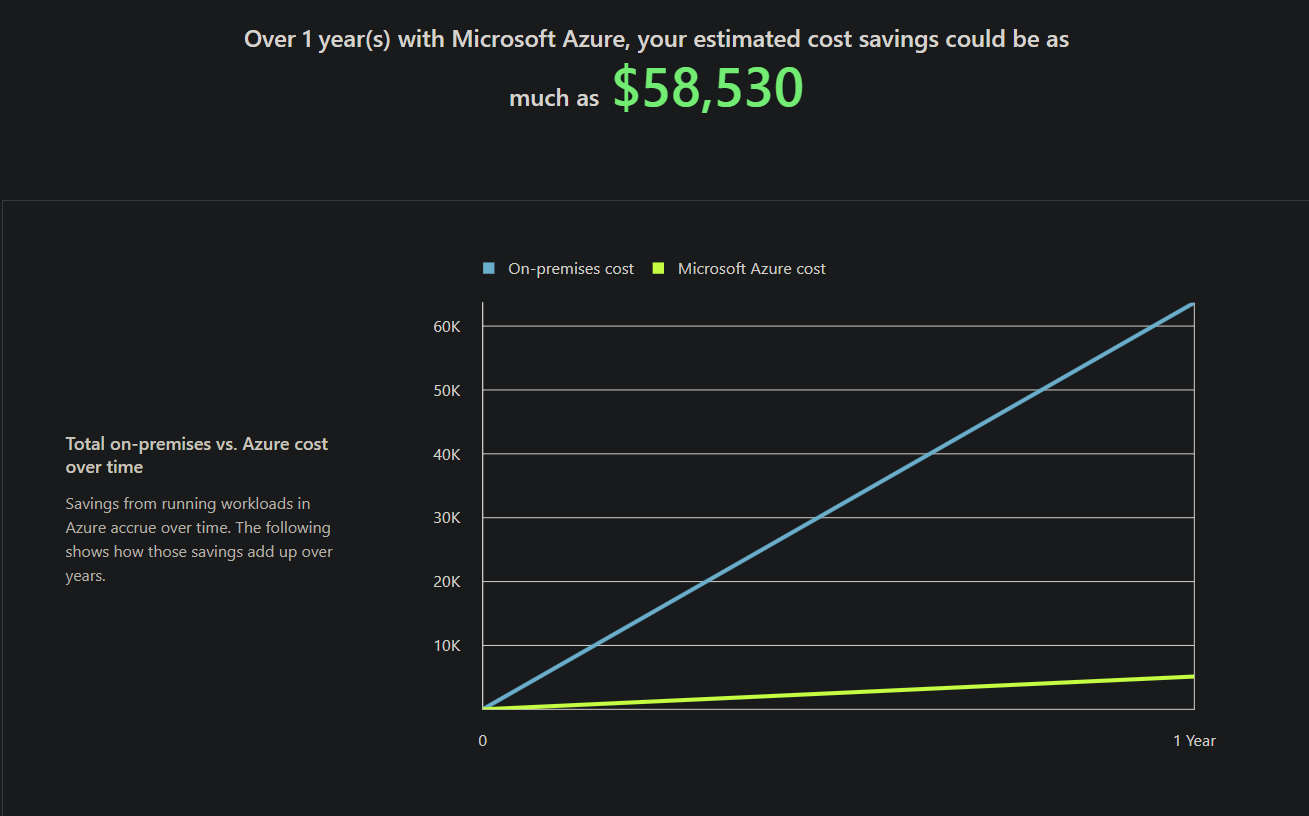 Over 1 year(s) with Microsoft Azure, your estimated cost savings could be as
much as $58,530
On-premises cost
Microsoft Azure cost
Total on-premises vs. Azure cost
over time
Savings from running workloads in
Azure accrue over time. The following
shows how those savings add up over
years.
60K
50K
40K
30K
20K
10K
0
1 Year